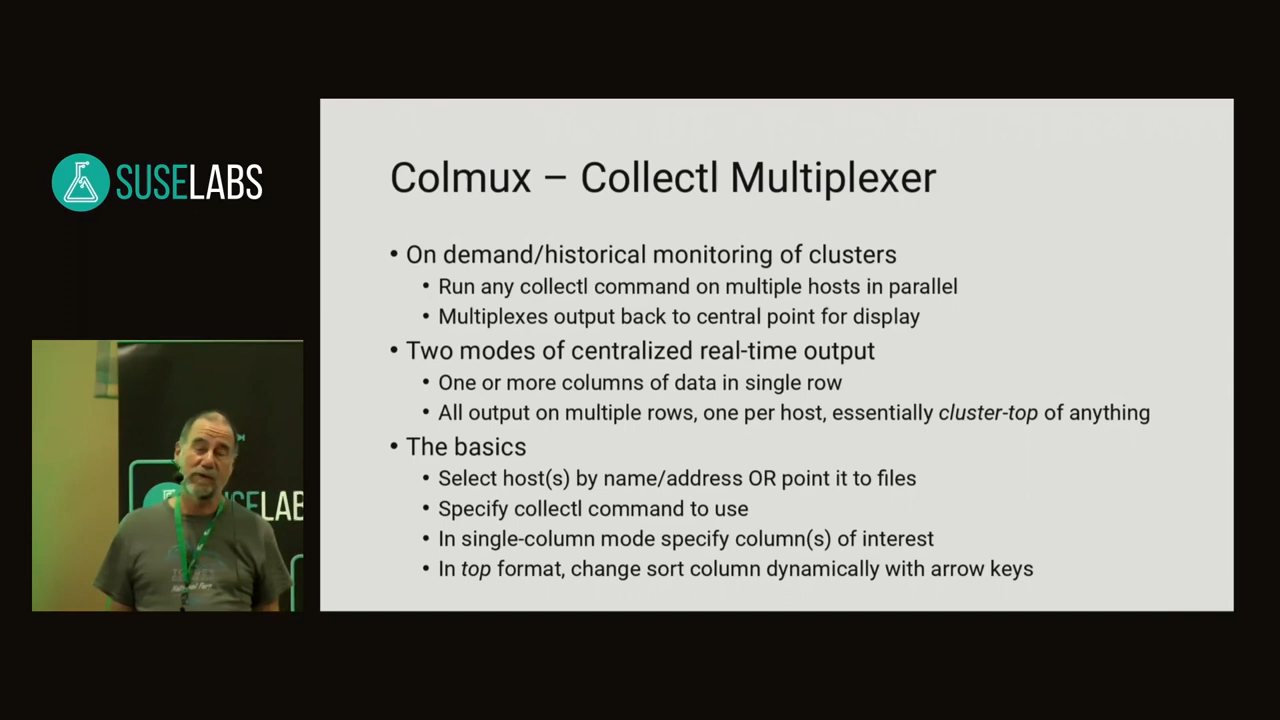 SUSELABS
Colmux – Collectl Multiplexer
• On demand/historical monitoring of clusters
• Run any collectl command on multiple hosts in parallel
• Multiplexes output back to central point for display
• Two modes of centralized real-time output
• One or more columns of data in single row
• All output on multiple rows, one per host, essentially cluster-top of anything
• The basics
• Select host(s) by name/address OR point it to files
• Specify collectl command to use
• In single-column mode specify column(s) of interest
• In top format, change sort column dynamically with arrow keys